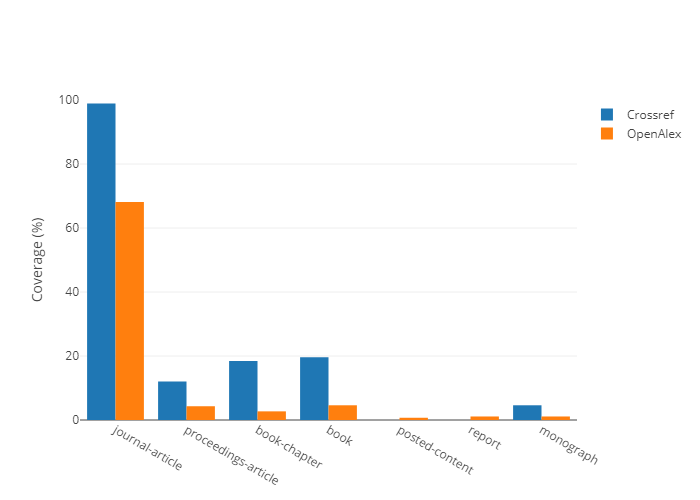 100
80
60
40
20
0
Coverage (%)
journal-article
proceedings-article
book-chapter
book
posted-content
report
monograph
Crossref
OpenAlex